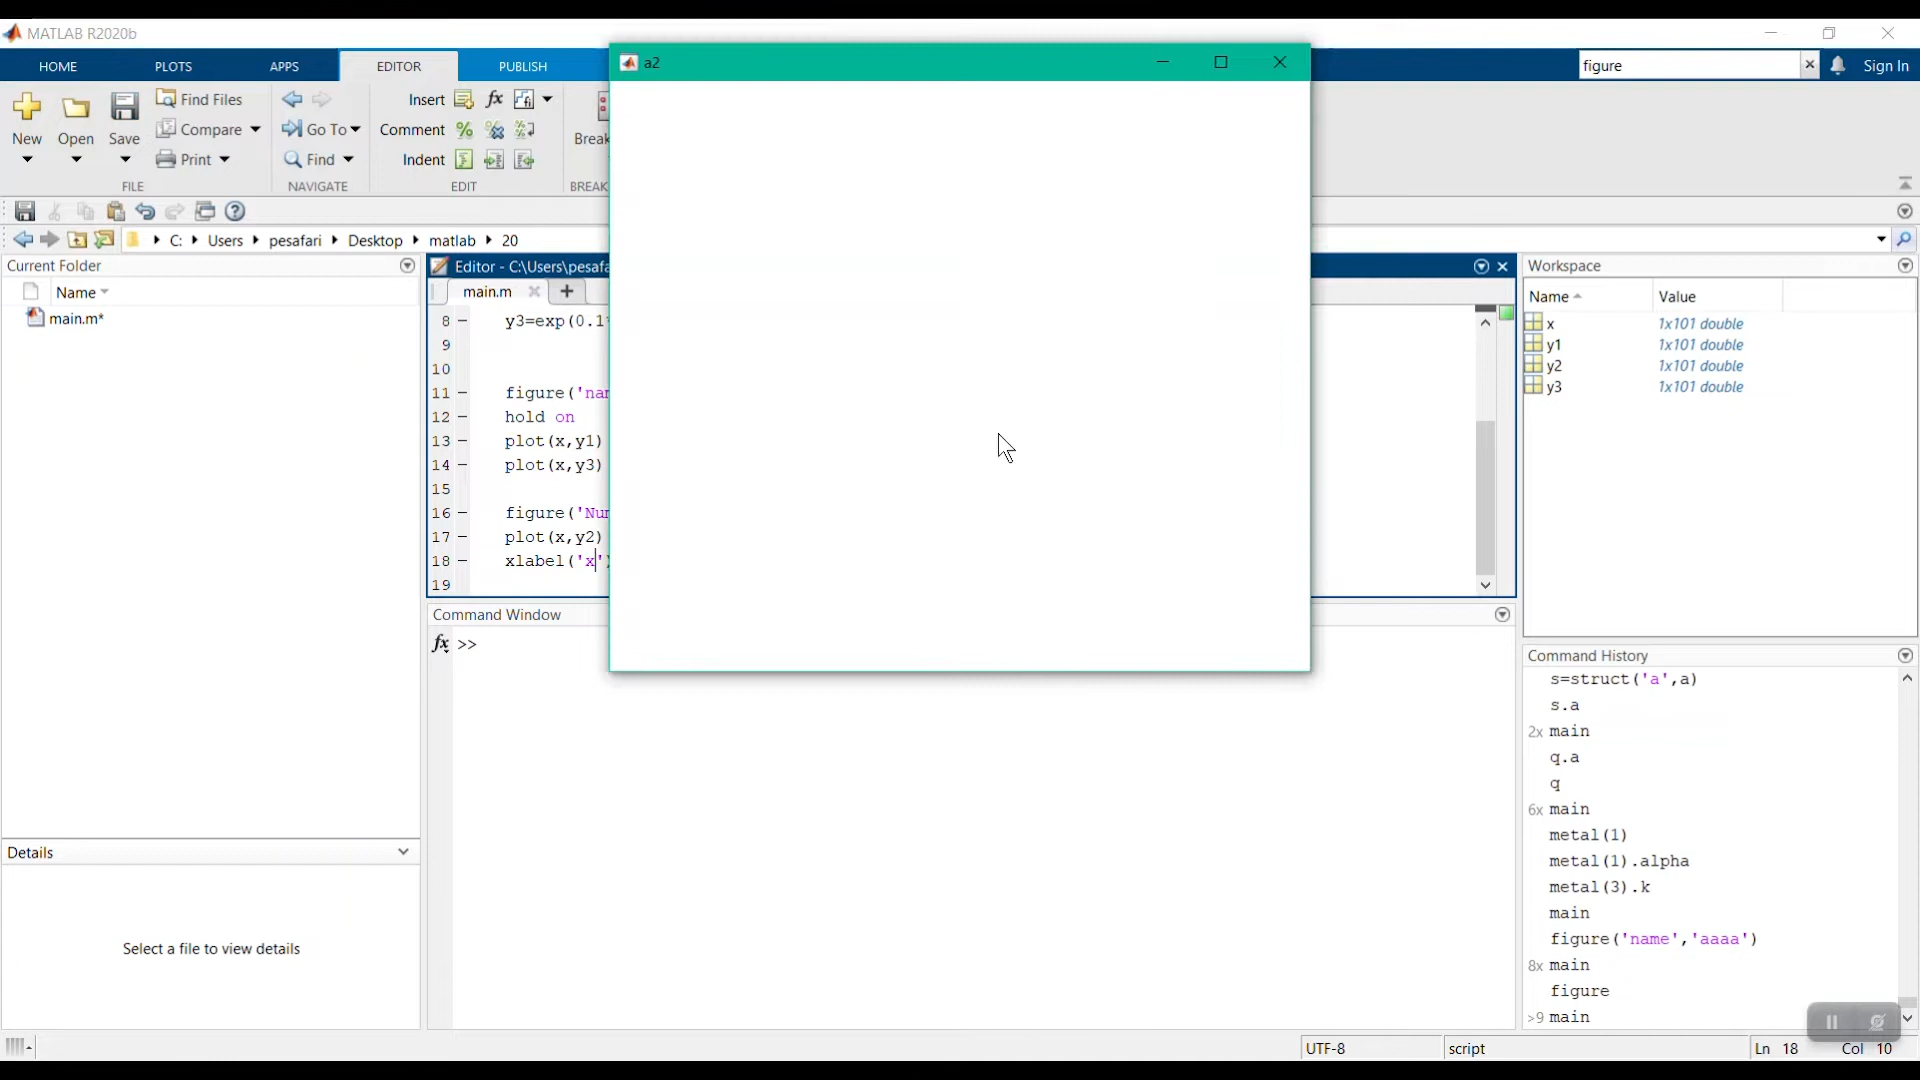 MATLAB R2020b
a2
HOME PLOTS APPS EDITOR PUBLISH
figure
Sign In
New Open Save
Find Files
Compare
Print
FILE
Go To
Find
NAVIGATE
Insert
Comment
Indent
EDIT
Break
BREAK
C: Users pesafari Desktop matlab 20
Current Folder
Name
main.m*
Details
Select a file to view details
Editor - C:\Users\pesafa
main.m
8 y3=exp(0.1
9
10
11 figure('nam
12 hold on
13 plot(x,y1)
14 plot(x,y3)
15
16 figure('Num
17 plot(x,y2)
18 xlabel('x')
19
Command Window
fx >>
Workspace
Name Value
x 1x101 double
y1 1x101 double
y2 1x101 double
y3 1x101 double
Command History
s=struct('a',a)
s.a
2x main
q.a
q
6x main
metal(1)
metal(1).alpha
metal(3).k
main
figure('name','aaaa')
8x main
figure
>9 main
UTF-8 script Ln 18 Col 10